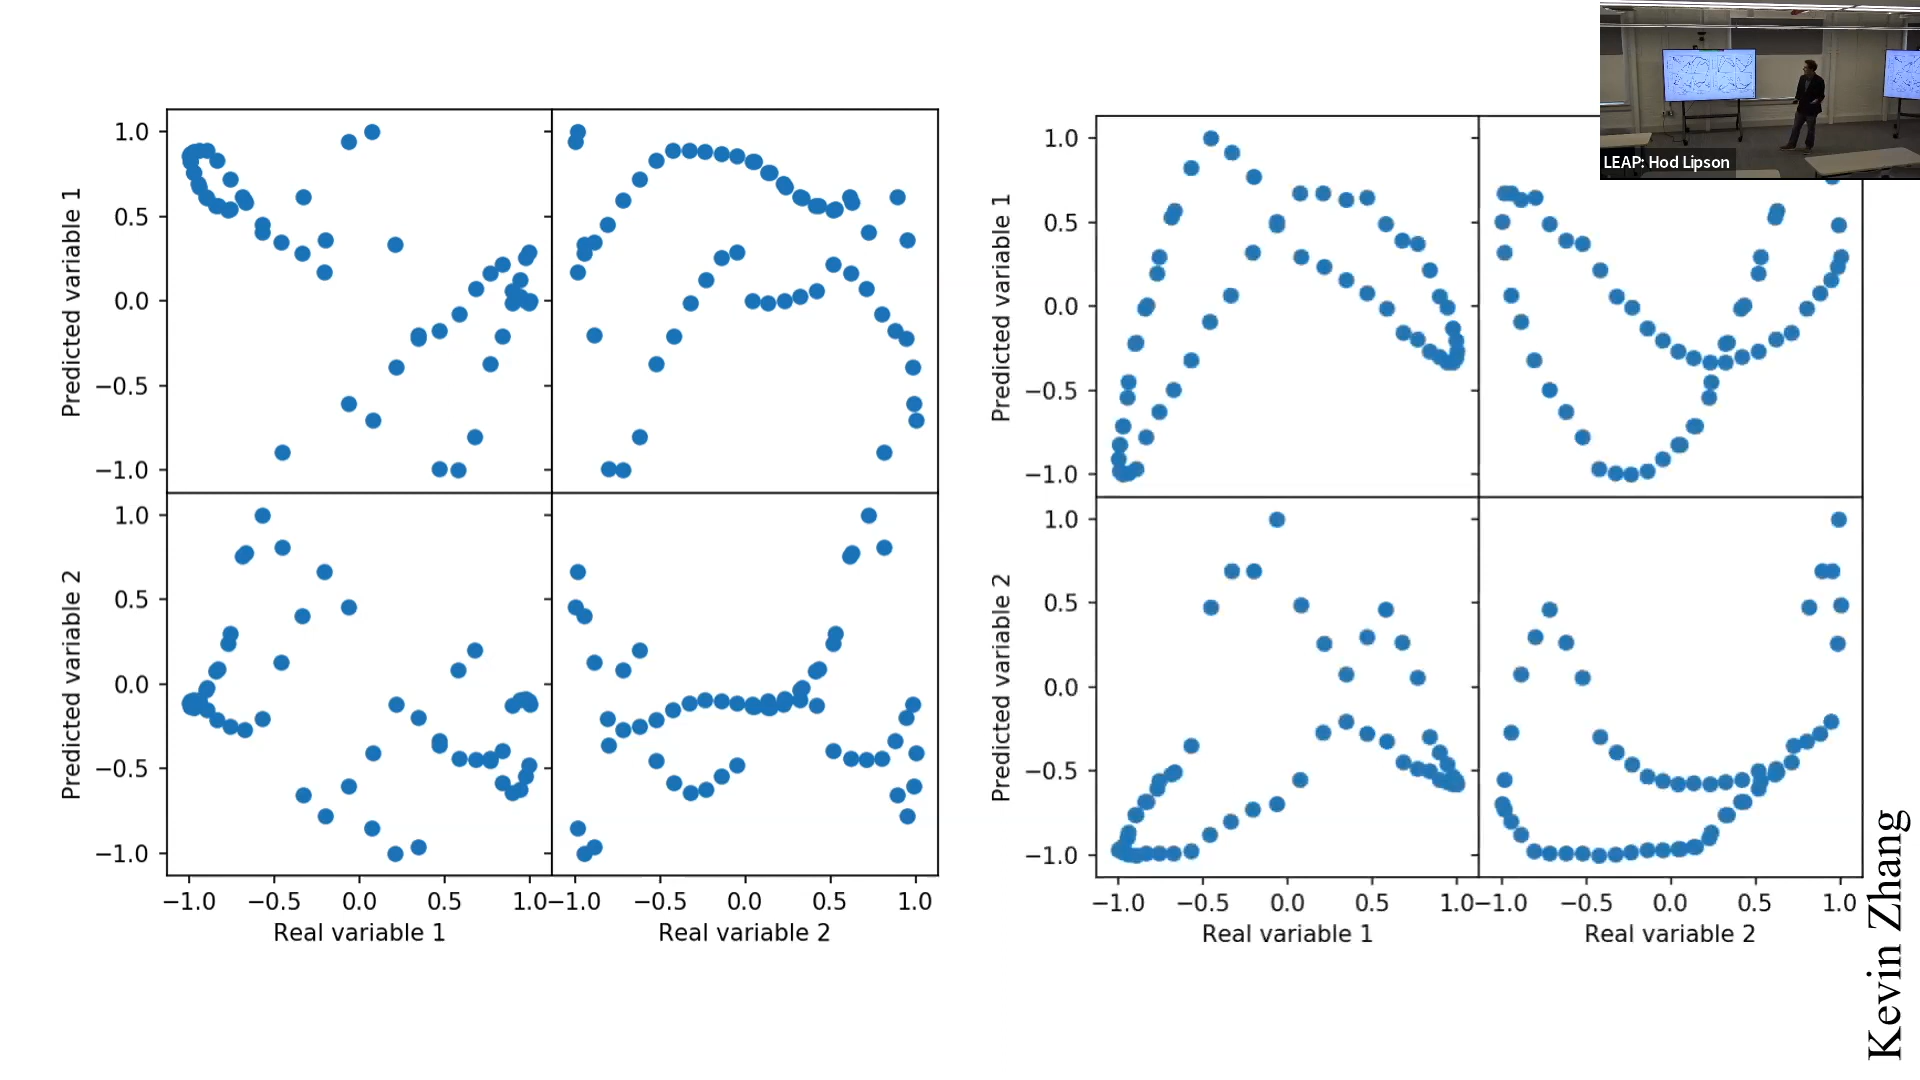 LEAP: Hod Lipson
Predicted variable 1
1.0
0.5
0.0
−0.5
−1.0
Predicted variable 2
1.0
0.5
0.0
−0.5
−1.0
−1.0 −0.5 0.0 0.5 1.0 −1.0 −0.5 0.0 0.5 1.0
Real variable 1 Real variable 2
Predicted variable 1
1.0
0.5
0.0
−0.5
−1.0
Predicted variable 2
1.0
0.5
0.0
−0.5
−1.0
−1.0 −0.5 0.0 0.5 1.0 −1.0 −0.5 0.0 0.5 1.0
Real variable 1 Real variable 2
Kevin Zhang